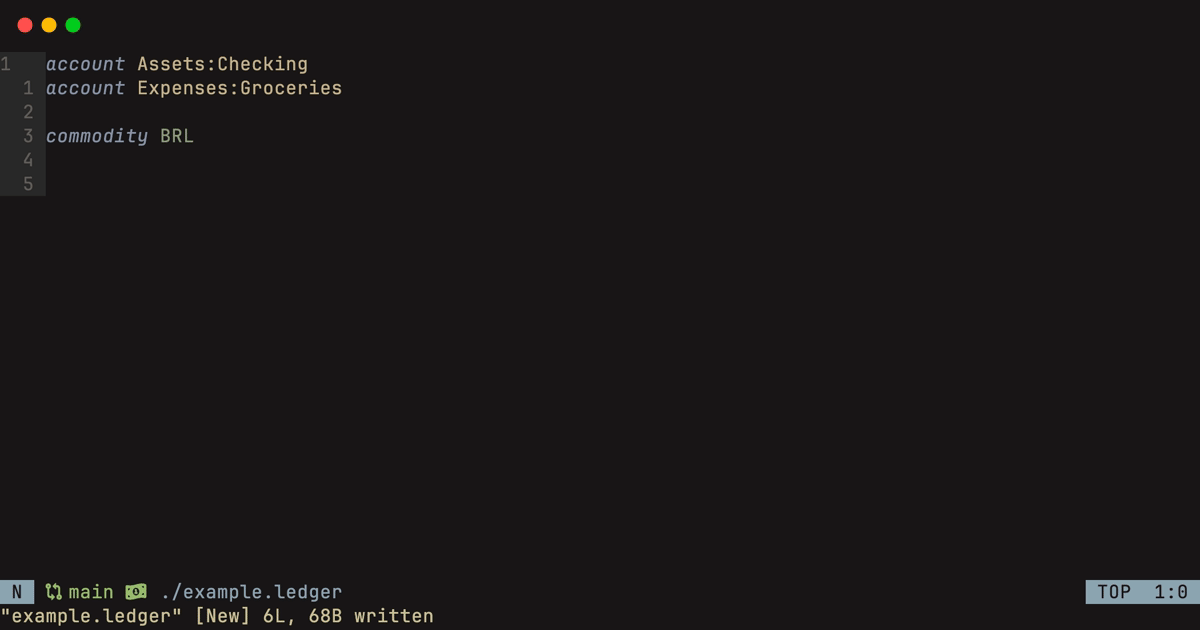 1 account Assets:Checking
1 account Expenses:Groceries
2
3 commodity BRL
4
5
N main ./example.ledger TOP 1:0
"example.ledger" [New] 6L, 68B written